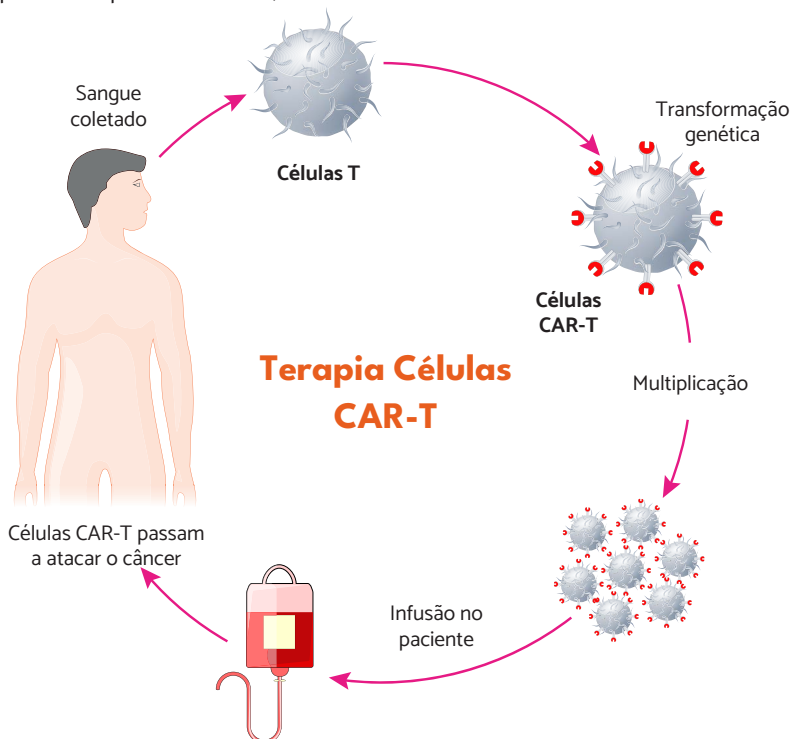 Sangue
coletado
Células T
Transformação
genética
Células
CAR-T
Terapia Células
CAR-T
Multiplicação
Infusão no
paciente
Células CAR-T passam
a atacar o câncer